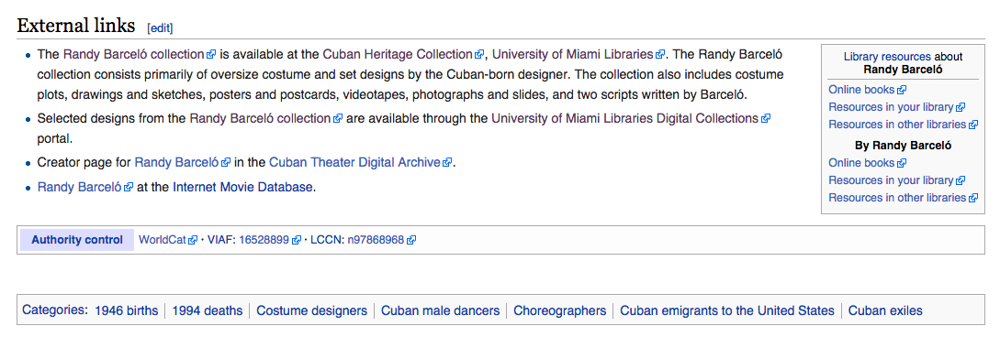 External links [edit]
The Randy Barceló collection is available at the Cuban Heritage Collection, University of Miami Libraries. The Randy Barceló
collection consists primarily of oversize costume and set designs by the Cuban-born designer. The collection also includes costume
plots, drawings and sketches, posters and postcards, videotapes, photographs and slides, and two scripts written by Barceló.
Selected designs from the Randy Barceló collection are available through the University of Miami Libraries Digital Collections
portal.
Creator page for Randy Barceló in the Cuban Theater Digital Archive.
Randy Barceló at the Internet Movie Database.
Library resources about
Randy Barceló
Online books
Resources in your library
Resources in other libraries
By Randy Barceló
Online books
Resources in your library
Resources in other libraries
Authority control WorldCat · VIAF: 16528899 · LCCN: n97868968
Categories: 1946 births | 1994 deaths | Costume designers | Cuban male dancers | Choreographers | Cuban emigrants to the United States | Cuban exiles